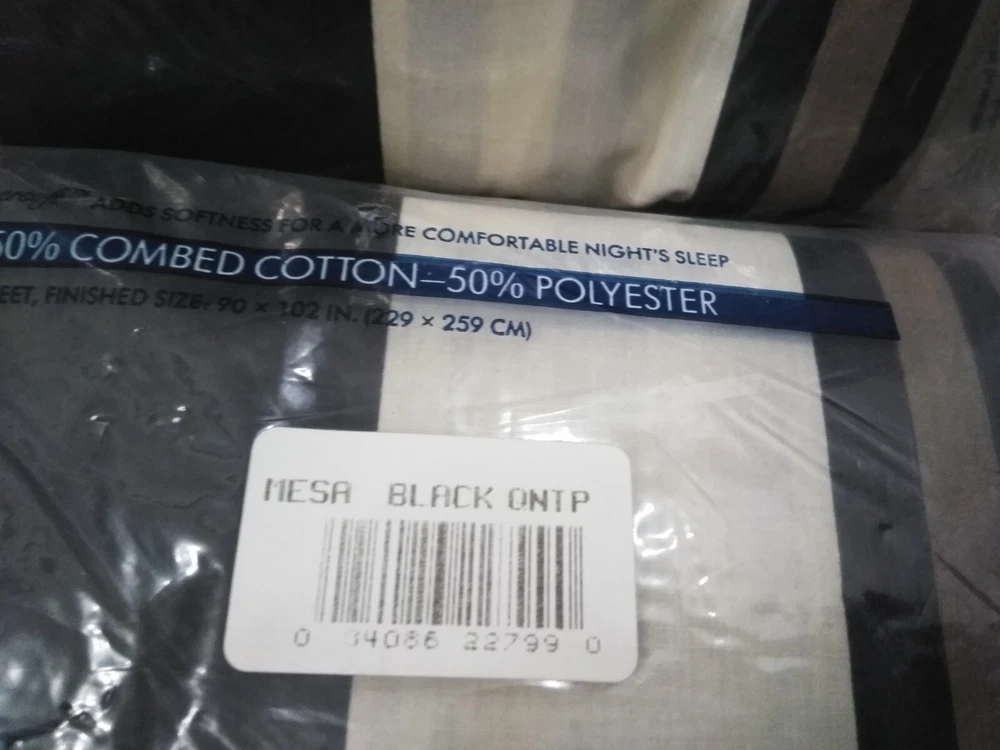 ADDS SOFTNESS FOR A MORE COMFORTABLE NIGHT'S SLEEP
50% COMBED COTTON—50% POLYESTER
EET, FINISHED SIZE: 90 × 102 IN. (229 × 259 CM)
MESA BLACK QNTP
0 34086 22799 0